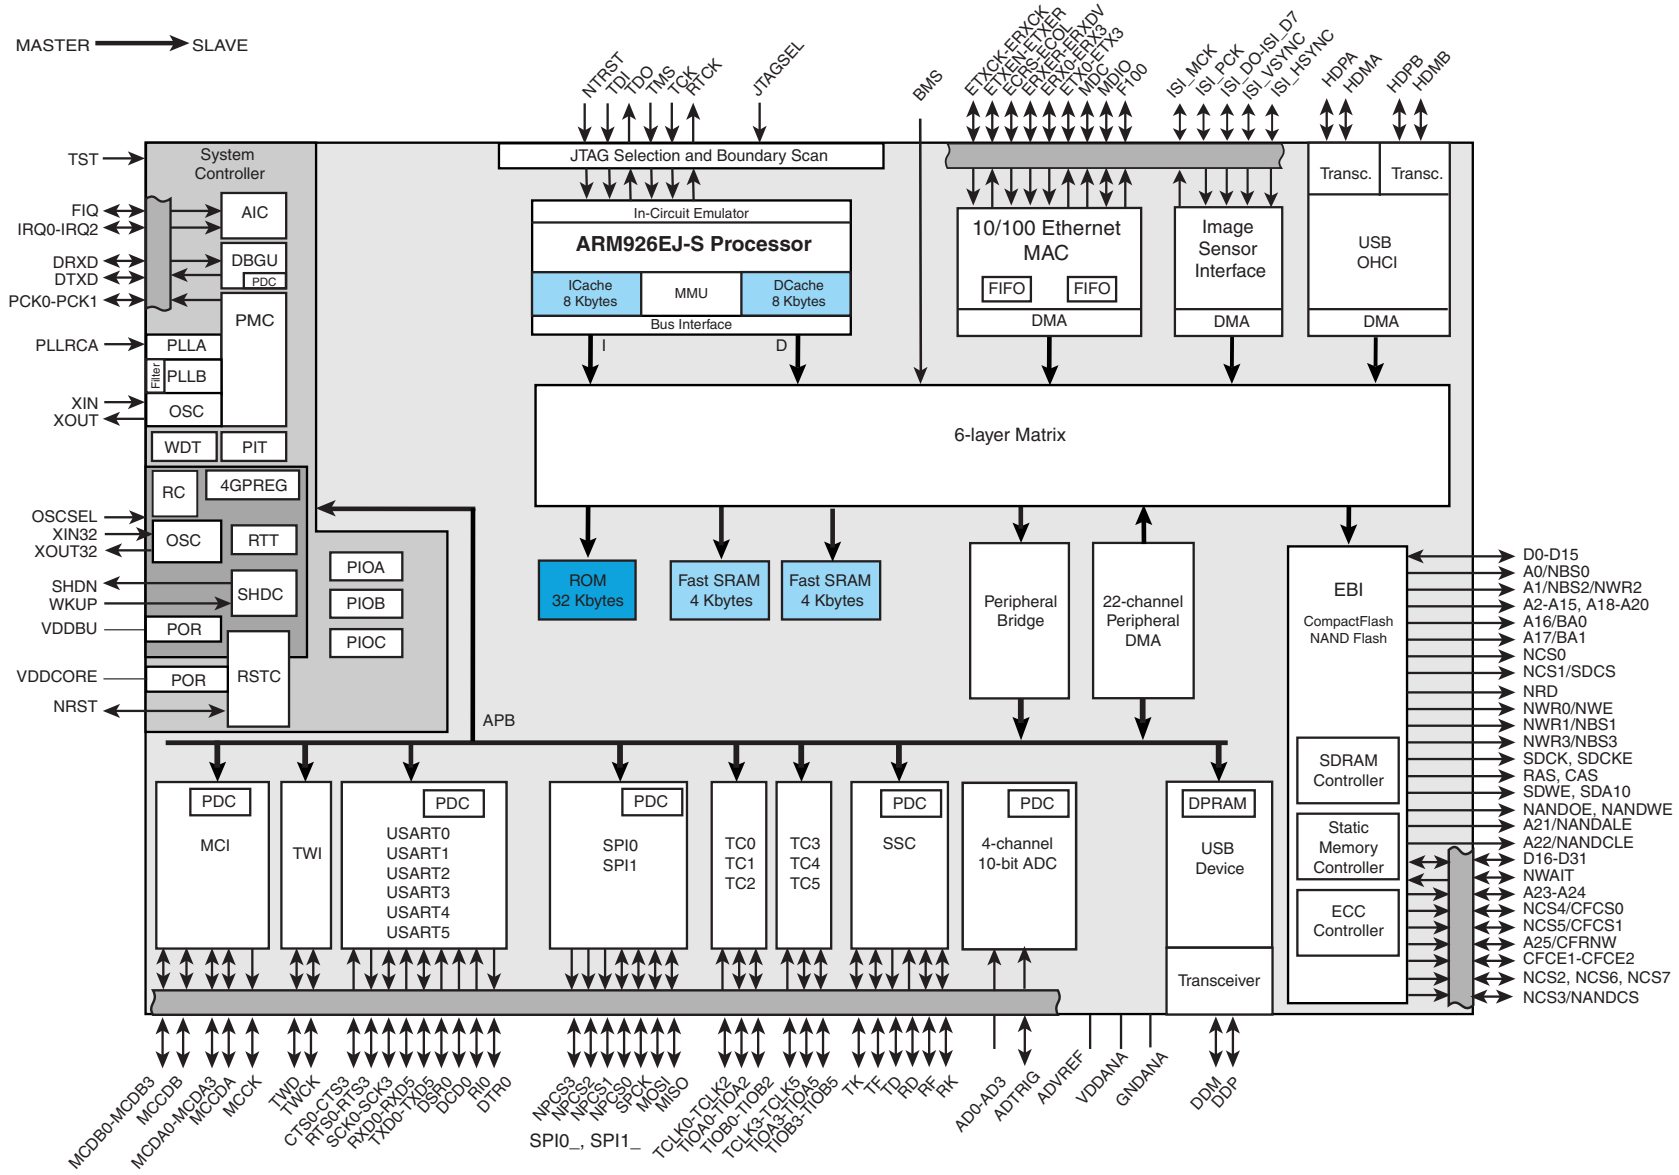 MASTER SLAVE
NTRST
TDI
TDO
TMS
TCK
RTCK
JTAGSEL
BMS
ETXCK-ERXCK
ETXEN-ETXER
ECRS-ECOL
ERXER-ERXDV
ERX0-ERX3
ETX0-ETX3
MDC
MDIO
F100
ISI_MCK
ISI_PCK
ISI_DO-ISI_D7
ISI_VSYNC
ISI_HSYNC
HDPA
HDMA
HDPB
HDMB
TST
FIQ
IRQ0-IRQ2
DRXD
DTXD
PCK0-PCK1
PLLRCA
XIN
XOUT
OSCSEL
XIN32
XOUT32
SHDN
WKUP
VDDBU
VDDCORE
NRST
System
Controller
AIC
DBGU
PDC
PMC
PLLA
Filter
PLLB
OSC
WDT
PIT
RC
4GPREG
OSC
RTT
SHDC
POR
POR
RSTC
PIOA
PIOB
PIOC
JTAG Selection and Boundary Scan
In-Circuit Emulator
ARM926EJ-S Processor
ICache
8 Kbytes
MMU
DCache
8 Kbytes
Bus Interface
I
D
10/100 Ethernet
MAC
FIFO
FIFO
DMA
Image
Sensor
Interface
DMA
Transc.
Transc.
USB
OHCI
DMA
6-layer Matrix
ROM
32 Kbytes
Fast SRAM
4 Kbytes
Fast SRAM
4 Kbytes
Peripheral
Bridge
22-channel
Peripheral
DMA
EBI
CompactFlash
NAND Flash
SDRAM
Controller
Static
Memory
Controller
ECC
Controller
D0-D15
A0/NBS0
A1/NBS2/NWR2
A2-A15, A18-A20
A16/BA0
A17/BA1
NCS0
NCS1/SDCS
NRD
NWR0/NWE
NWR1/NBS1
NWR3/NBS3
SDCK, SDCKE
RAS, CAS
SDWE, SDA10
NANDOE, NANDWE
A21/NANDALE
A22/NANDCLE
D16-D31
NWAIT
A23-A24
NCS4/CFCS0
NCS5/CFCS1
A25/CFRNW
CFCE1-CFCE2
NCS2, NCS6, NCS7
NCS3/NANDCS
APB
PDC
MCI
TWI
PDC
USART0
USART1
USART2
USART3
USART4
USART5
PDC
SPI0
SPI1
TC0
TC1
TC2
TC3
TC4
TC5
PDC
SSC
PDC
4-channel
10-bit ADC
DPRAM
USB
Device
Transceiver
MCDB0-MCDB3
MCCDB
MCDA0-MCDA3
MCCDA
MCCK
TWD
TWCK
CTS0-CTS3
RTS0-RTS3
SCK0-SCK3
RXD0-RXD5
TXD0-TXD5
DSR0
DCD0
RI0
DTR0
NPCS3
NPCS2
NPCS1
NPCS0
SPCK
MOSI
MISO
SPI0_, SPI1_
TCLK0-TCLK2
TIOA0-TIOA2
TIOB0-TIOB2
TCLK3-TCLK5
TIOA3-TIOA5
TIOB3-TIOB5
TK
TF
TD
RD
RF
RK
AD0-AD3
ADTRIG
ADVREF
VDDANA
GNDANA
DDM
DDP